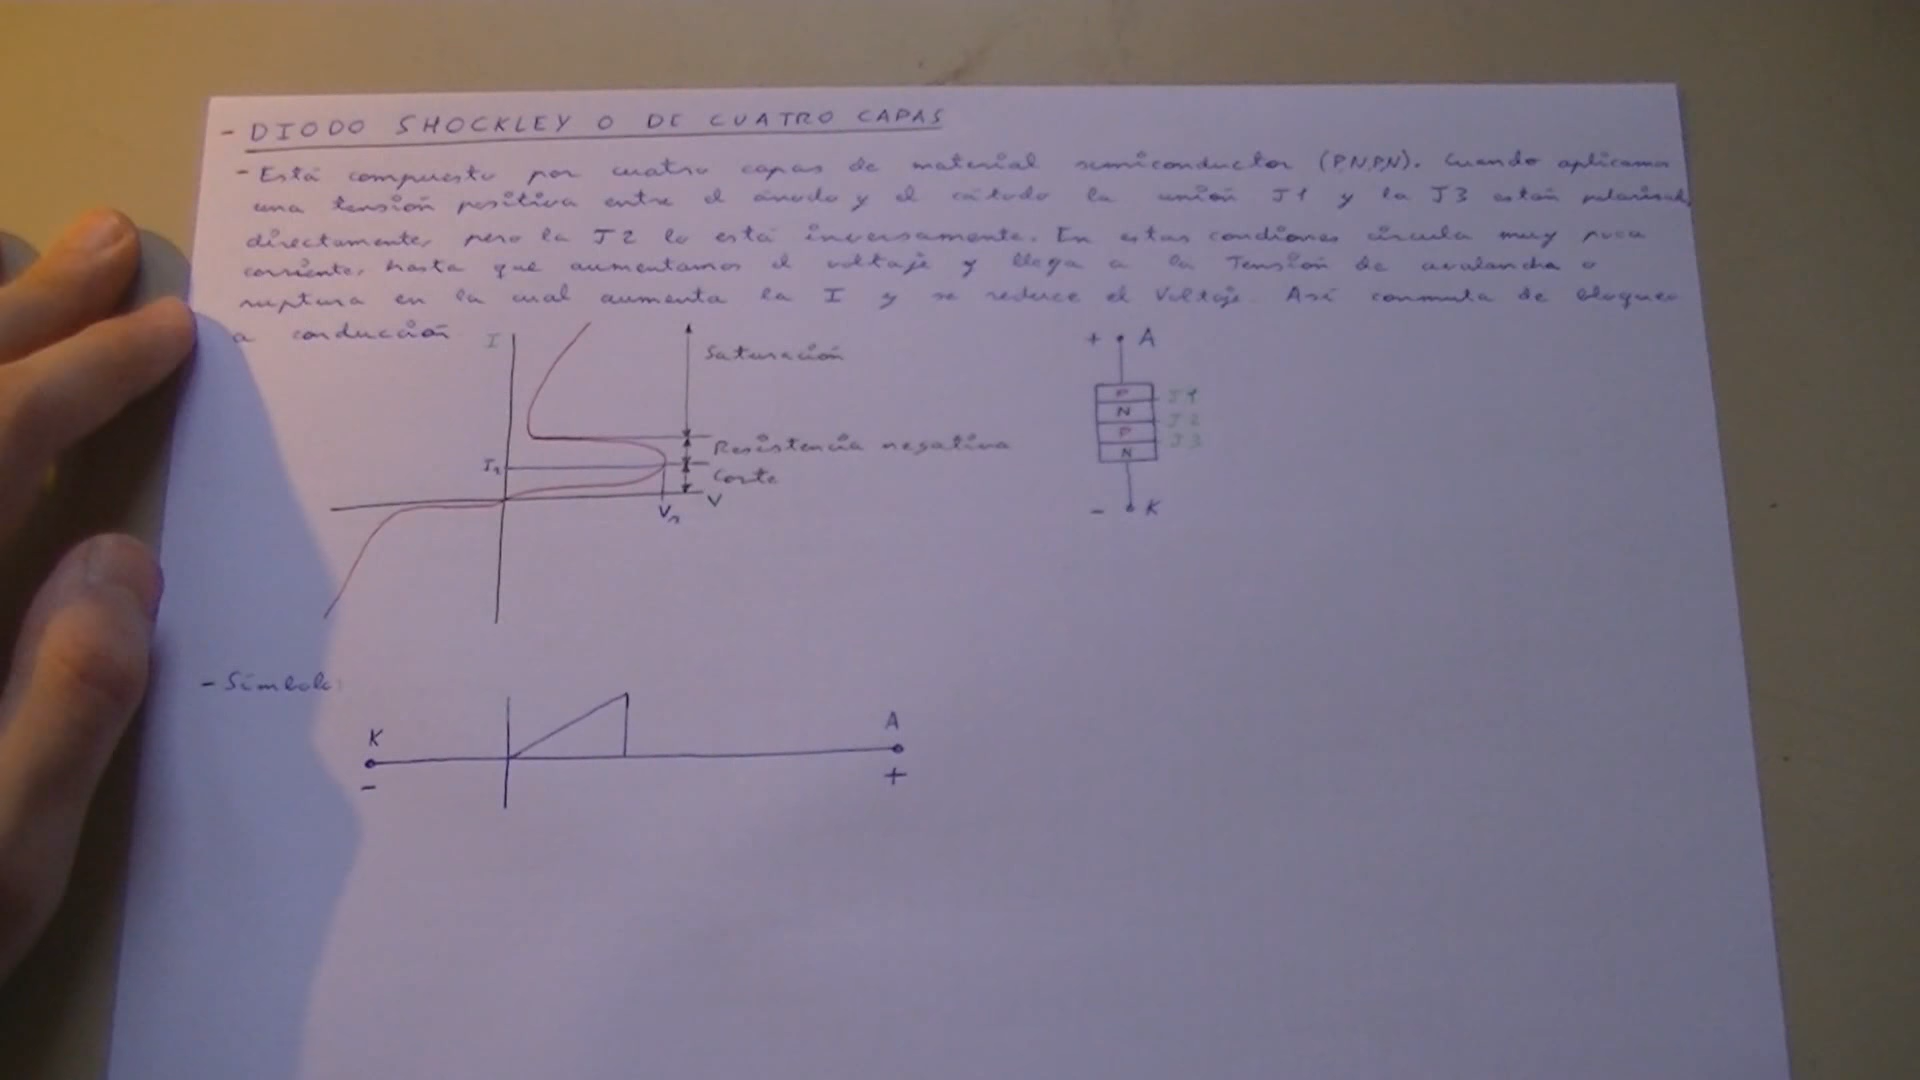 - DIODO SHOCKLEY O DE CUATRO CAPAS
- Está compuesto por cuatro capas de material semiconductor (P.N.P.N). Cuando aplicamos
una tensión positiva entre el ánodo y el cátodo la unión J1 y la J3 están
directamente, pero la J2 lo está inversamente. En estas condiones circula muy poca
corriente, hasta que aumentamos el voltaje y llega a la Tensión de avalancha o
ruptura en la cual aumenta la I y se reduce el Voltaje. Así conmuta de bloqueo
a conducción
I
Saturación
Resistencia negativa
Corte
V
+ A
P
N
P
N
J1
J2
J3
- K
- Símbolo:
K
-
A
+